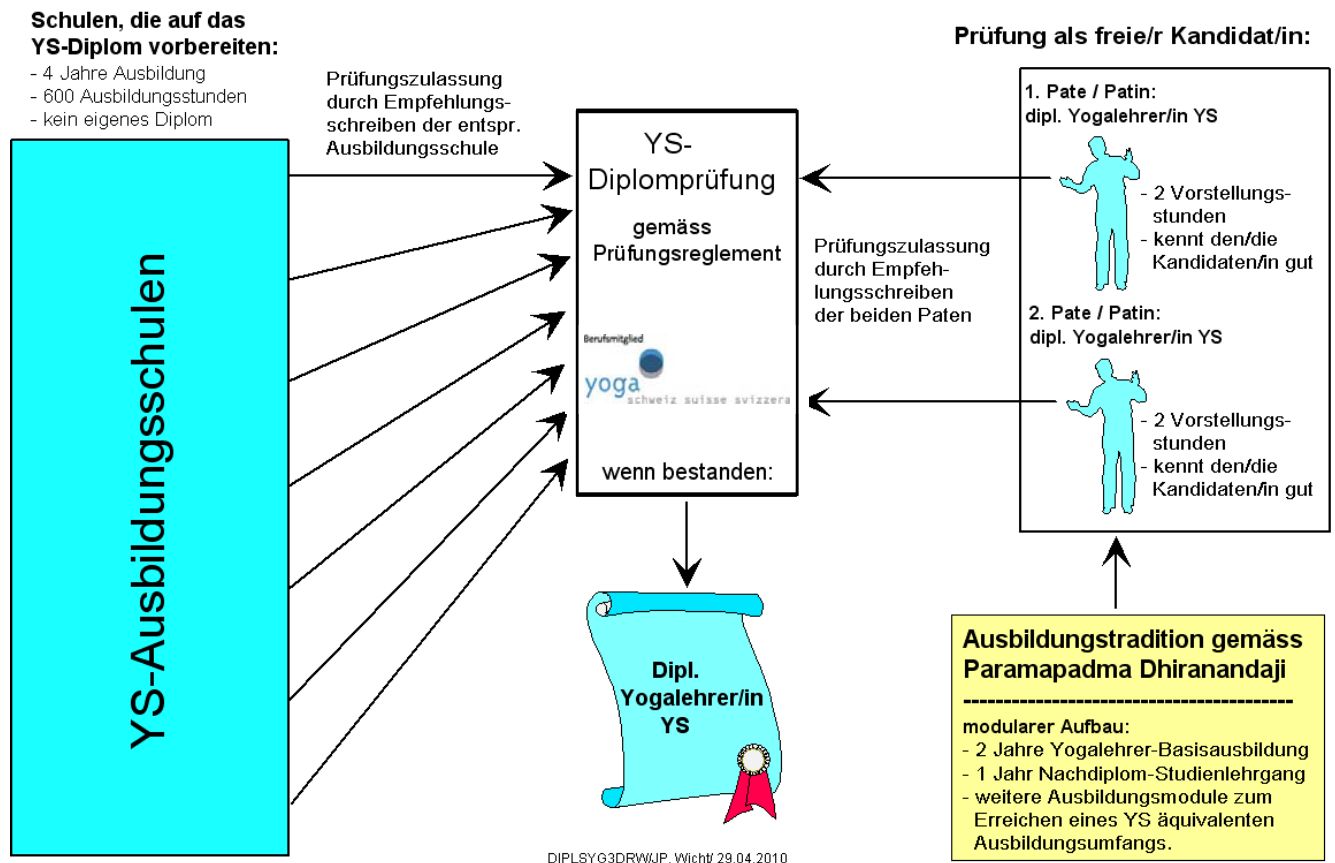 Schulen, die auf das
YS-Diplom vorbereiten:
- 4 Jahre Ausbildung
- 600 Ausbildungsstunden
- kein eigenes Diplom
YS-Ausbildungsschulen
Prüfungszulassung
durch Empfehlungs-
schreiben der entspr.
Ausbildungsschule
YS-
Diplomprüfung
gemäss
Prüfungsreglement
Berufsmitglied
yoga
schweiz suisse svizzera
wenn bestanden:
Dipl.
Yogalehrer/in
YS
Prüfung als freie/r Kandidat/in:
1. Pate / Patin:
dipl. Yogalehrer/in YS
- 2 Vorstellungs-
stunden
- kennt den/die
Kandidaten/in gut
Prüfungszulassung
durch Empfeh-
lungsschreiben
der beiden Paten
2. Pate / Patin:
dipl. Yogalehrer/in YS
- 2 Vorstellungs-
stunden
- kennt den/die
Kandidaten/in gut
Ausbildungstradition gemäss
Paramapadma Dhiranandaji
------------------------------------------
modularer Aufbau:
- 2 Jahre Yogalehrer-Basisausbildung
- 1 Jahr Nachdiplom-Studienlehrgang
- weitere Ausbildungsmodule zum
Erreichen eines YS äquivalenten
Ausbildungsumfangs.
DIPLSYG3DRW/JP. Wicht/ 29.04.2010